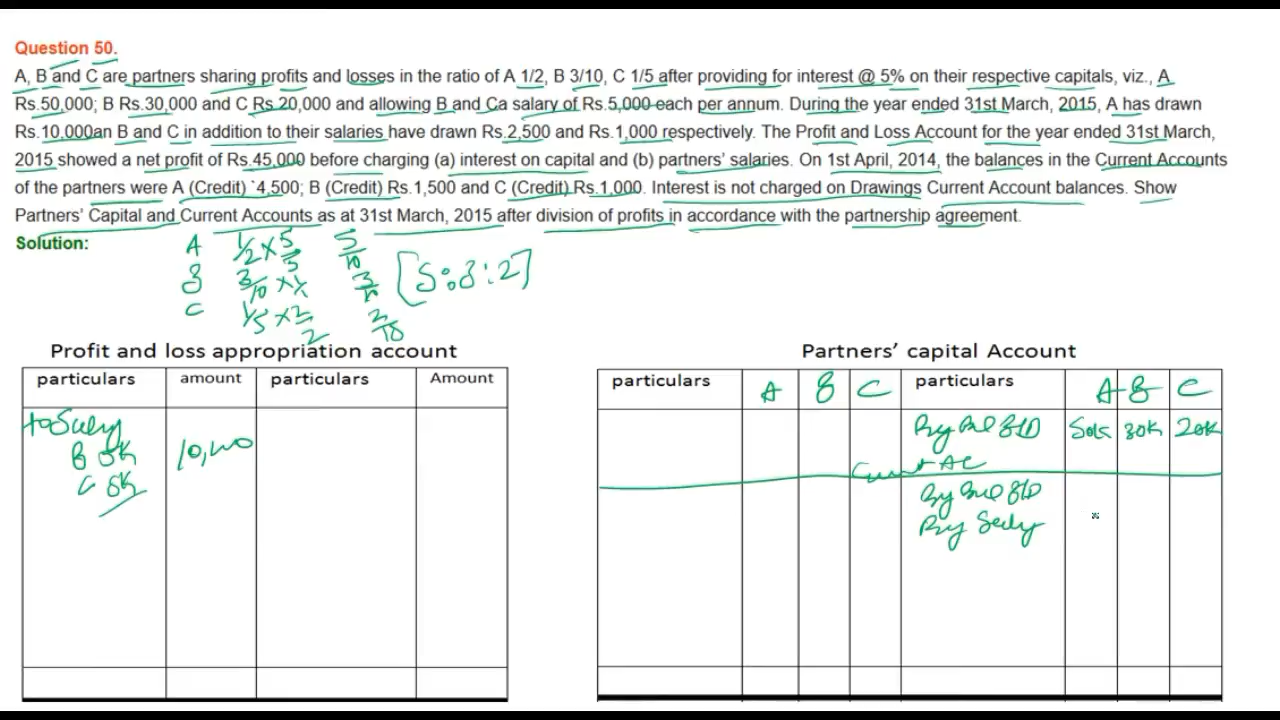 Question 50.
A, B and C are partners sharing profits and losses in the ratio of A 1/2, B 3/10, C 1/5 after providing for interest @ 5% on their respective capitals, viz., A
Rs.50,000; B Rs.30,000 and C Rs.20,000 and allowing B and Ca salary of Rs.5,000 each per annum. During the year ended 31st March, 2015, A has drawn
Rs.10,000an B and C in addition to their salaries have drawn Rs.2,500 and Rs.1,000 respectively. The Profit and Loss Account for the year ended 31st March,
2015 showed a net profit of Rs.45,000 before charging (a) interest on capital and (b) partners' salaries. On 1st April, 2014, the balances in the Current Accounts
of the partners were A (Credit) `4,500; B (Credit) Rs.1,500 and C (Credit) Rs.1,000. Interest is not charged on Drawings Current Account balances. Show
Partners' Capital and Current Accounts as at 31st March, 2015 after division of profits in accordance with the partnership agreement.
Solution:
A 1/2 × 5/5 5/10
B 3/10 × 1/1 3/10 [5:3:2]
C 1/5 × 2/2 2/10
Profit and loss appropriation account
particulars amount particulars Amount
to Salary
B 5k 10,000
C 5k
Partners' capital Account
particulars A B C particulars A B C
By Bal B/D 50k 30k 20k
Current AC
By Bal B/D
By Salary